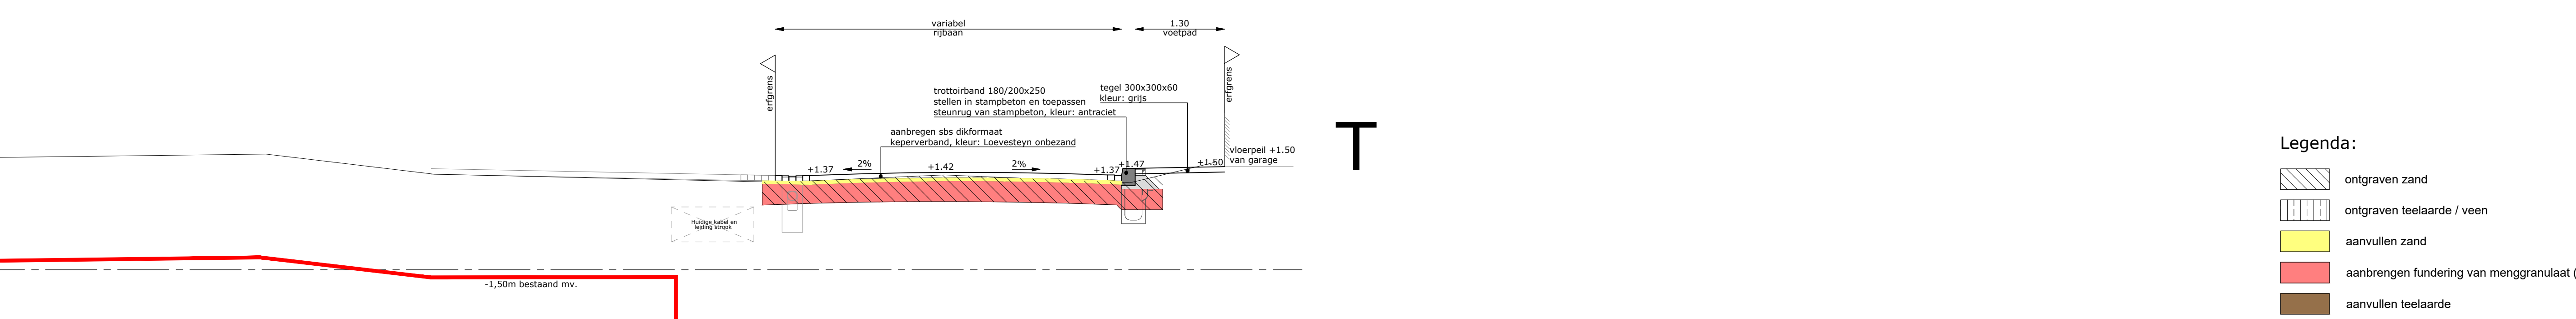 variabel
rijbaan
1.30
voetpad
erfgrens
erfgrens
trottoirband 180/200x250
stellen in stampbeton en toepassen
steunrug van stampbeton, kleur: antraciet
tegel 300x300x60
kleur: grijs
aanbregen sbs dikformaat
keperverband, kleur: Loevesteyn onbezand
vloerpeil +1.50
van garage
+1.37
2%
+1.42
2%
+1.37
+1.47
+1.50
T
Huidige kabel en
leiding strook
-1,50m bestaand mv.
Legenda:
ontgraven zand
ontgraven teelaarde / veen
aanvullen zand
aanbrengen fundering van menggranulaat (
aanvullen teelaarde